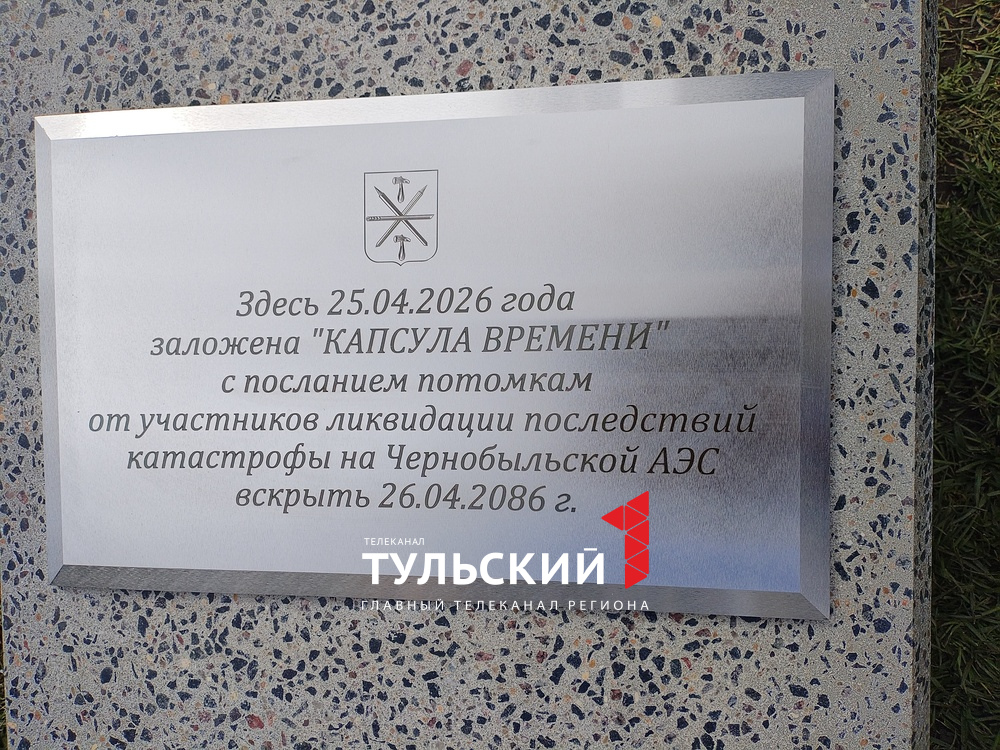 Здесь 25.04.2026 года
заложена "КАПСУЛА ВРЕМЕНИ"
с посланием потомкам
от участников ликвидации последствий
катастрофы на Чернобыльской АЭС
вскрыть 26.04.2086 г.
ТЕЛЕКАНАЛ
ТУЛЬСКИЙ 1
ГЛАВНЫЙ ТЕЛЕКАНАЛ РЕГИОНА